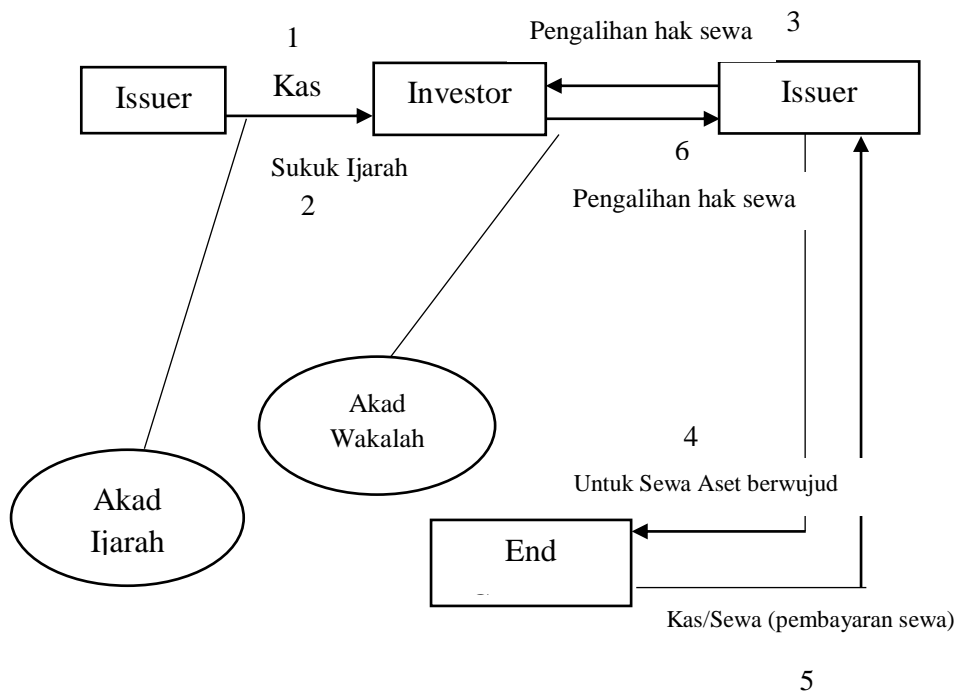 1
Kas
Pengalihan hak sewa
3
Issuer
Investor
Issuer
Sukuk Ijarah
2
6
Pengalihan hak sewa
Akad
Wakalah
4
Untuk Sewa Aset berwujud
Akad
Ijarah
End
Kas/Sewa (pembayaran sewa)
5